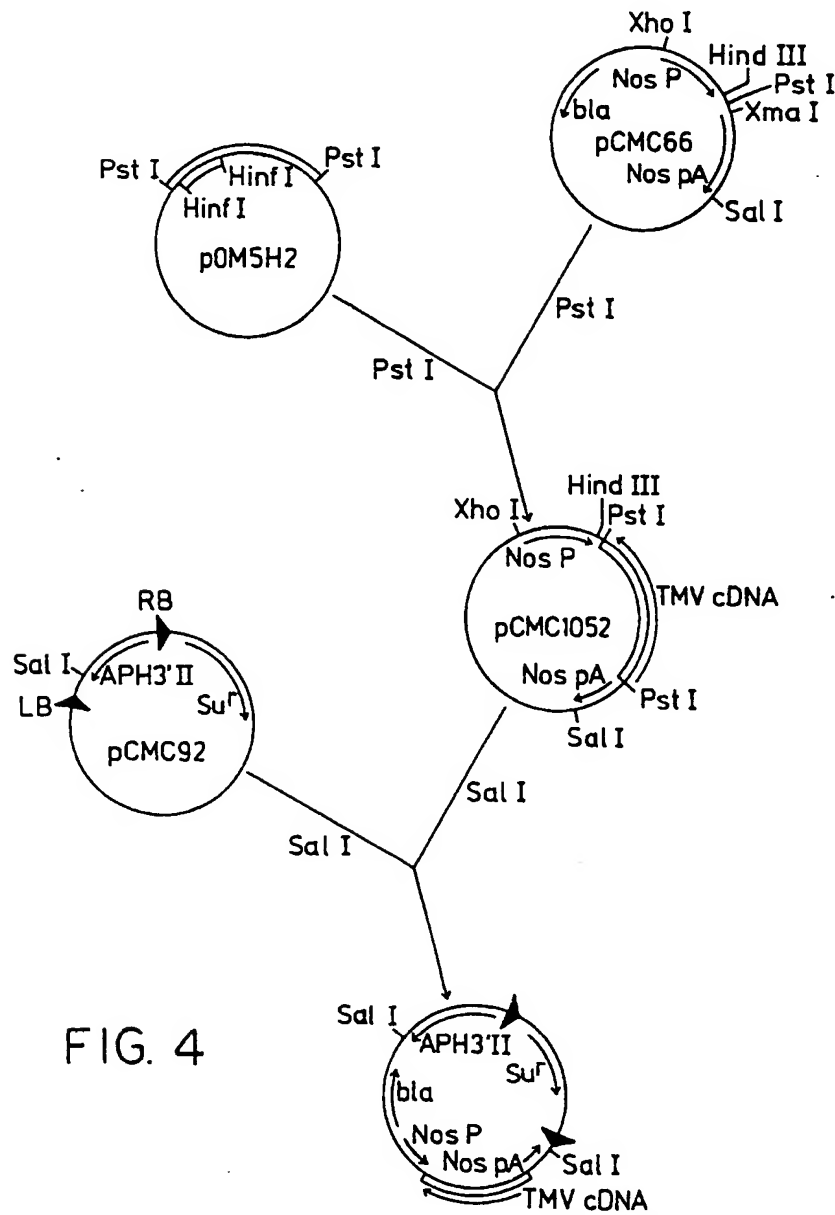 Xho I
Hind III
Pst I
Xma I
Nos P
bla
pCMC66
Nos pA
Sal I
Pst I
Pst I
Hinf I
Hinf I
pOM5H2
Pst I
Pst I
Hind III
Xho I
Pst I
Nos P
TMV cDNA
pCMC1052
Nos pA
Pst I
Sal I
RB
Sal I
APH3'II
LB
Su^r
pCMC92
Sal I
Sal I
FIG. 4
Sal I
APH3'II
Su^r
bla
Nos P
Nos pA
Sal I
TMV cDNA